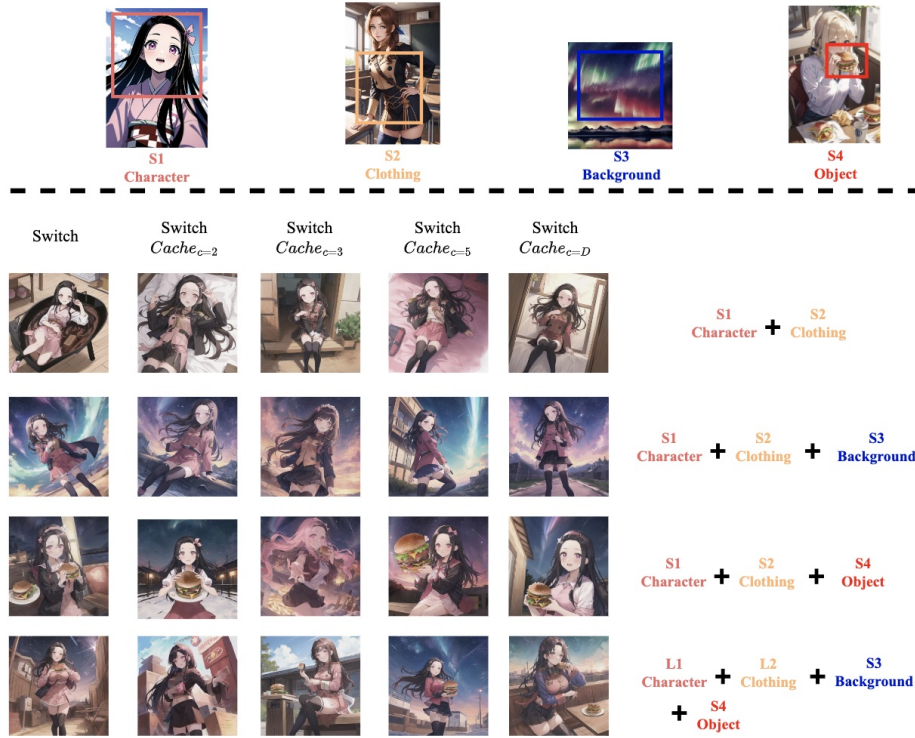 S1
Character
S2
Clothing
S3
Background
S4
Object
Switch
Switch
Cache_{c=2}
Switch
Cache_{c=3}
Switch
Cache_{c=5}
Switch
Cache_{c=D}
S1 + S2
Character Clothing
S1 + S2 + S3
Character Clothing Background
S1 + S2 + S4
Character Clothing Object
L1 + L2 + S3
Character Clothing Background
+ S4
Object